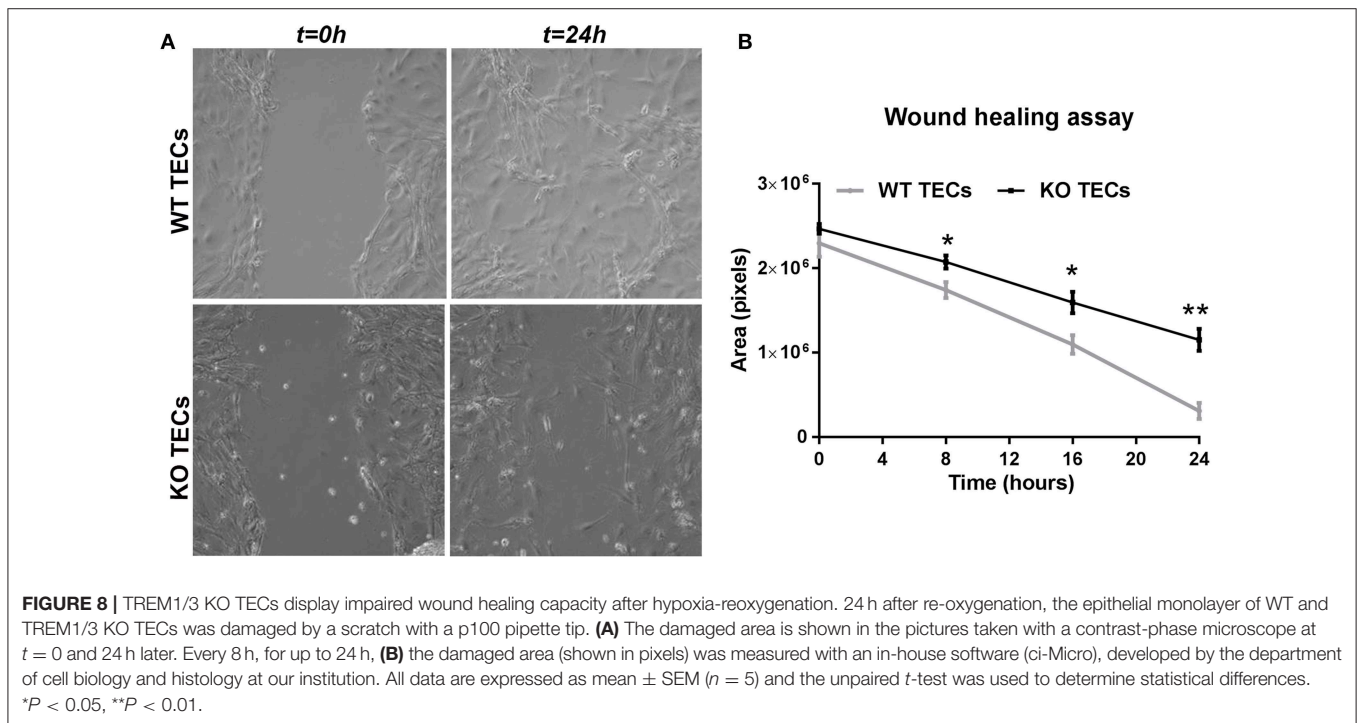 A
t=0h
t=24h
WT TECs
KO TECs
B
Wound healing assay
WT TECs
KO TECs
Area (pixels)
3×10⁶
2×10⁶
1×10⁶
0
*
*
**
0 4 8 12 16 20 24
Time (hours)
FIGURE 8 | TREM1/3 KO TECs display impaired wound healing capacity after hypoxia-reoxygenation. 24 h after re-oxygenation, the epithelial monolayer of WT and
TREM1/3 KO TECs was damaged by a scratch with a p100 pipette tip. (A) The damaged area is shown in the pictures taken with a contrast-phase microscope at
t = 0 and 24 h later. Every 8 h, for up to 24 h, (B) the damaged area (shown in pixels) was measured with an in-house software (ci-Micro), developed by the department
of cell biology and histology at our institution. All data are expressed as mean ± SEM (n = 5) and the unpaired t-test was used to determine statistical differences.
*P < 0.05, **P < 0.01.